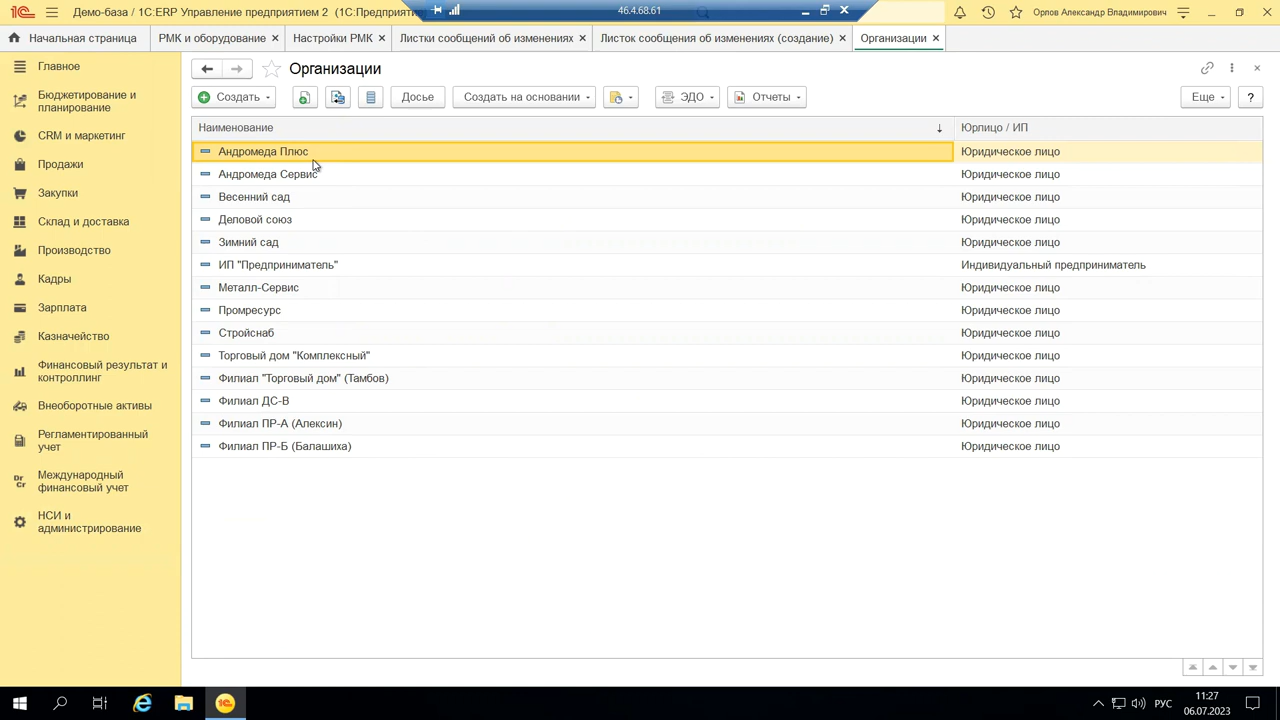 Демо-база / 1С:ERP Управление предприятием 2 (1С:Предприяти
46.4.68.61
Орлов Александр Владимирович
Начальная страница
РМК и оборудование
Настройки РМК
Листки сообщений об изменениях
Листок сообщения об изменениях (создание)
Организации
Главное
Бюджетирование и
планирование
CRM и маркетинг
Продажи
Закупки
Склад и доставка
Производство
Кадры
Зарплата
Казначейство
Финансовый результат и
контроллинг
Внеоборотные активы
Регламентированный
учет
Международный
финансовый учет
НСИ и
администрирование
Организации
Создать
Досье
Создать на основании
ЭДО
Отчеты
Еще
?
Наименование
Юрлицо / ИП
Андромеда Плюс
Юридическое лицо
Андромеда Сервис
Юридическое лицо
Весенний сад
Юридическое лицо
Деловой союз
Юридическое лицо
Зимний сад
Юридическое лицо
ИП "Предприниматель"
Индивидуальный предприниматель
Металл-Сервис
Юридическое лицо
Промресурс
Юридическое лицо
Стройснаб
Юридическое лицо
Торговый дом "Комплексный"
Юридическое лицо
Филиал "Торговый дом" (Тамбов)
Юридическое лицо
Филиал ДС-В
Юридическое лицо
Филиал ПР-А (Алексин)
Юридическое лицо
Филиал ПР-Б (Балашиха)
Юридическое лицо
РУС
11:27
06.07.2023